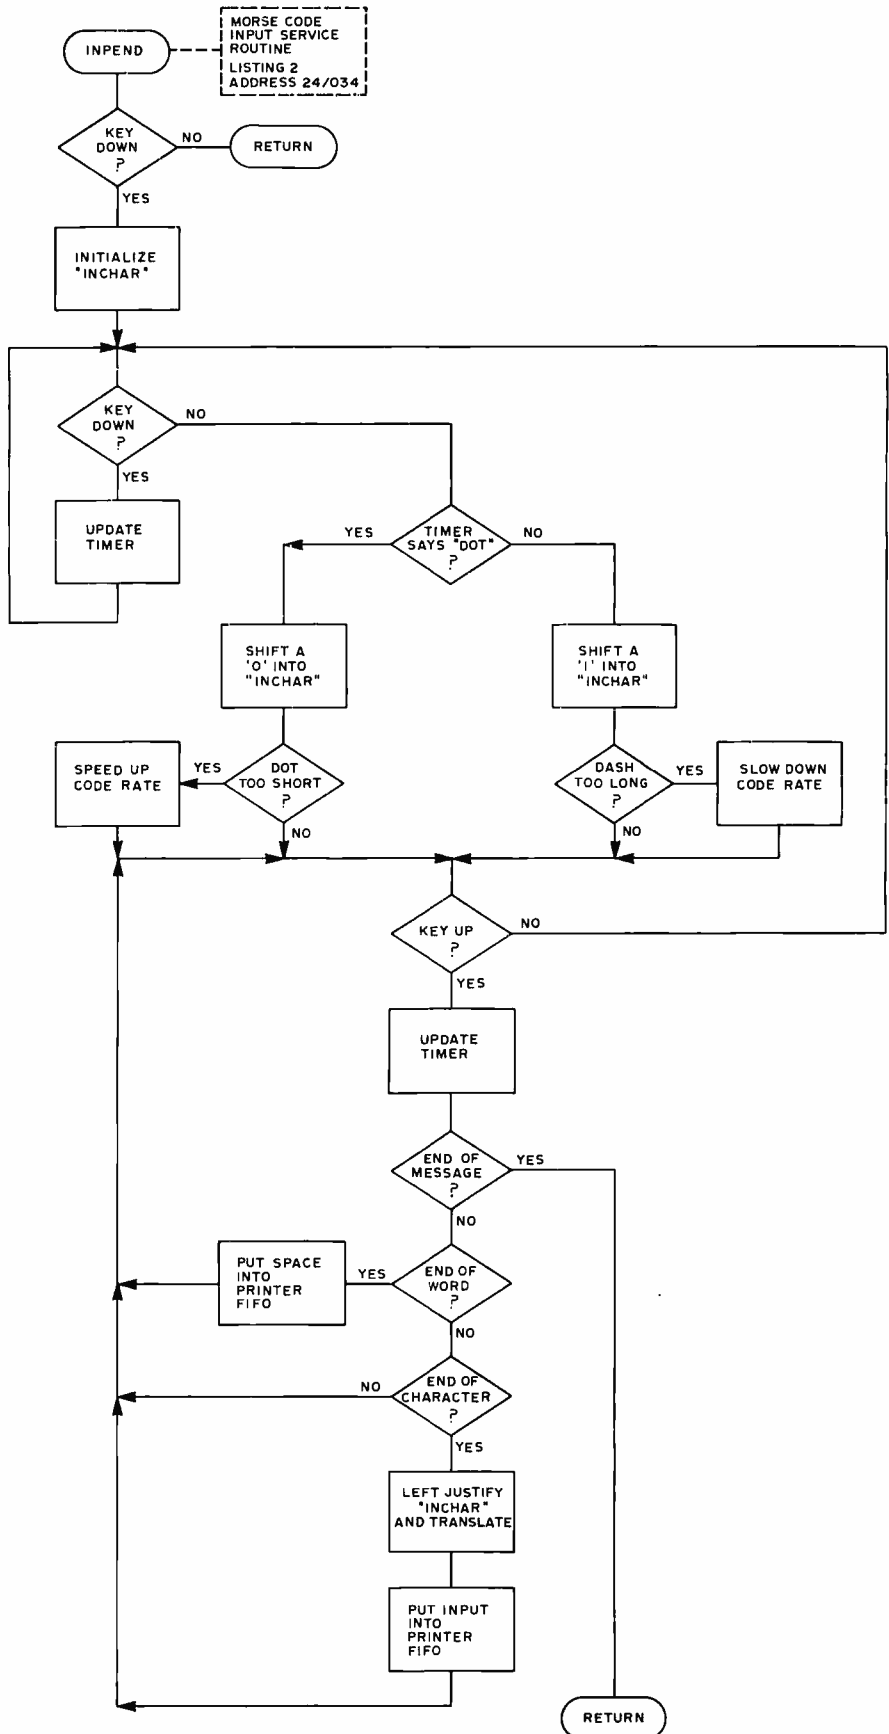 INPEND
MORSE CODE
INPUT SERVICE
ROUTINE
LISTING 2
ADDRESS 24/034
KEY
DOWN
?
NO
RETURN
YES
INITIALIZE
"INCHAR"
KEY
DOWN
?
NO
YES
UPDATE
TIMER
TIMER
SAYS "DOT"
?
YES
NO
SHIFT A
'0' INTO
"INCHAR"
SHIFT A
'1' INTO
"INCHAR"
SPEED UP
CODE RATE
YES
DOT
TOO SHORT
?
NO
DASH
TOO LONG
?
YES
NO
SLOW DOWN
CODE RATE
KEY UP
?
NO
YES
UPDATE
TIMER
END OF
MESSAGE
?
YES
NO
PUT SPACE
INTO
PRINTER
FIFO
YES
END OF
WORD
?
NO
NO
END OF
CHARACTER
?
YES
LEFT JUSTIFY
"INCHAR"
AND TRANSLATE
PUT INPUT
INTO
PRINTER
FIFO
RETURN